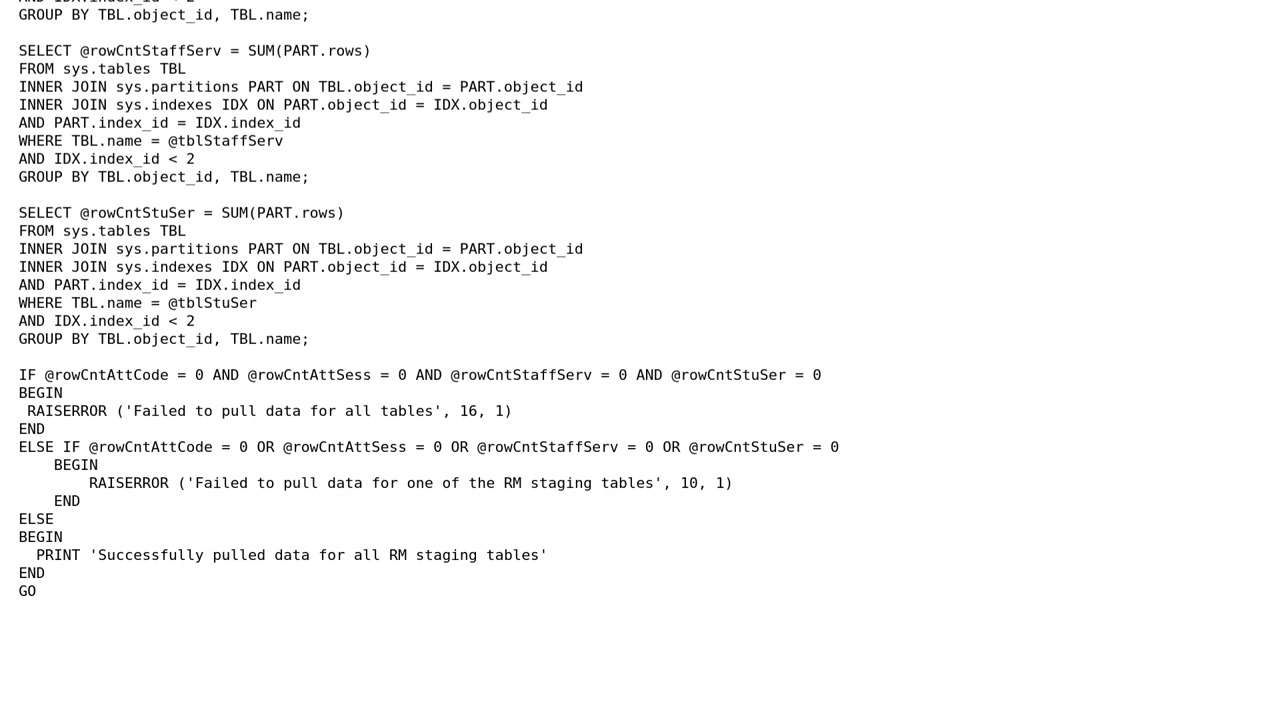 AND IDX.index_id < 2
GROUP BY TBL.object_id, TBL.name;

SELECT @rowCntStaffServ = SUM(PART.rows)
FROM sys.tables TBL
INNER JOIN sys.partitions PART ON TBL.object_id = PART.object_id
INNER JOIN sys.indexes IDX ON PART.object_id = IDX.object_id
AND PART.index_id = IDX.index_id
WHERE TBL.name = @tblStaffServ
AND IDX.index_id < 2
GROUP BY TBL.object_id, TBL.name;

SELECT @rowCntStuSer = SUM(PART.rows)
FROM sys.tables TBL
INNER JOIN sys.partitions PART ON TBL.object_id = PART.object_id
INNER JOIN sys.indexes IDX ON PART.object_id = IDX.object_id
AND PART.index_id = IDX.index_id
WHERE TBL.name = @tblStuSer
AND IDX.index_id < 2
GROUP BY TBL.object_id, TBL.name;

IF @rowCntAttCode = 0 AND @rowCntAttSess = 0 AND @rowCntStaffServ = 0 AND @rowCntStuSer = 0
BEGIN
 RAISERROR ('Failed to pull data for all tables', 16, 1)
END
ELSE IF @rowCntAttCode = 0 OR @rowCntAttSess = 0 OR @rowCntStaffServ = 0 OR @rowCntStuSer = 0
    BEGIN
        RAISERROR ('Failed to pull data for one of the RM staging tables', 10, 1)
    END
ELSE
BEGIN
  PRINT 'Successfully pulled data for all RM staging tables'
END
GO